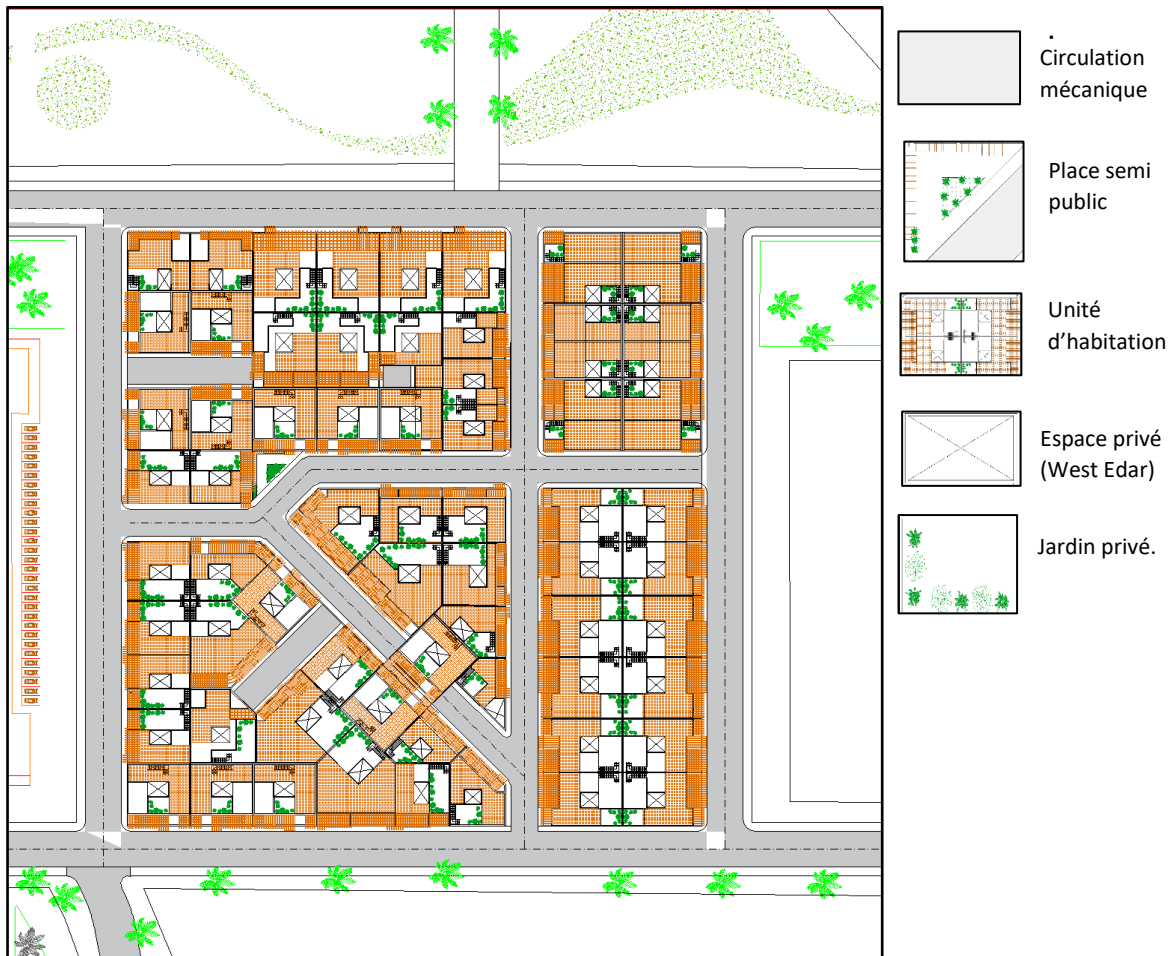 .
Circulation
mécanique
Place semi
public
Unité
d’habitation
Espace privé
(West Edar)
Jardin privé.